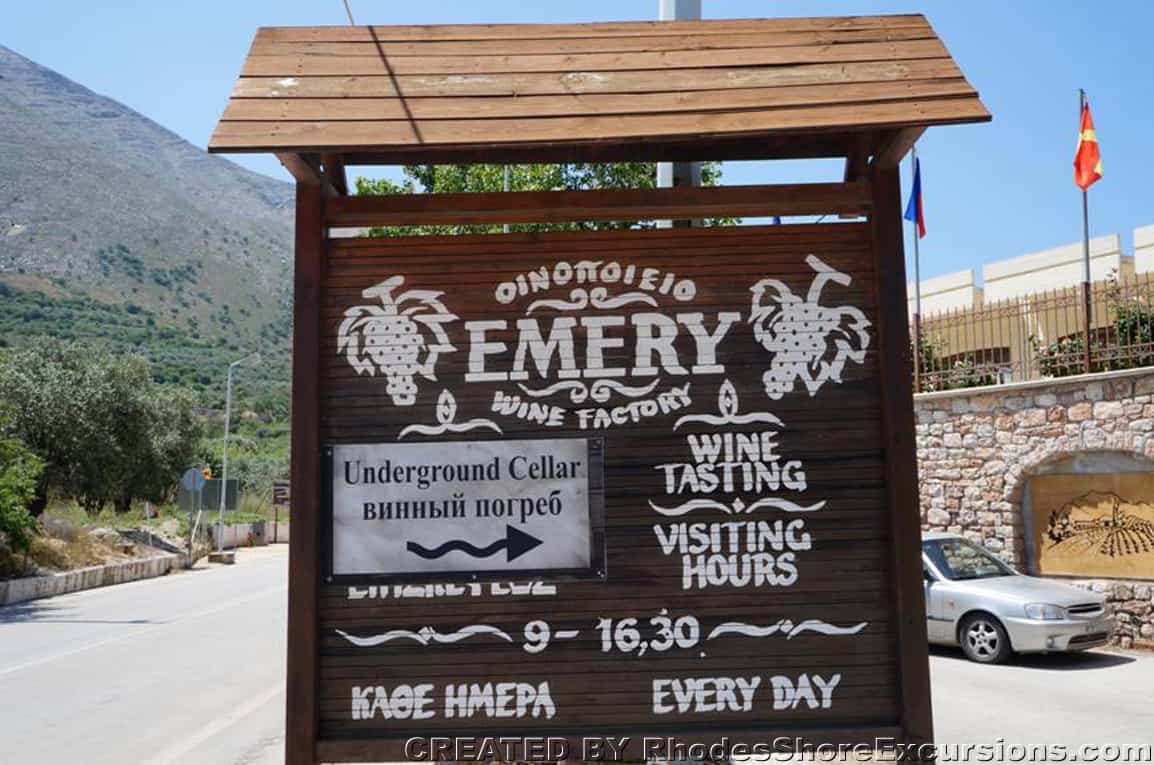 ΟΙΝΟΠΟΙΕΙΟ
EMERY
WINE FACTORY
Underground Cellar
винный погреб
WINE
TASTING
VISITING
HOURS
9- 16,30
ΚΑΘΕ ΗΜΕΡΑ
EVERY DAY
CREATED BY RhodesShoreExcursions.com